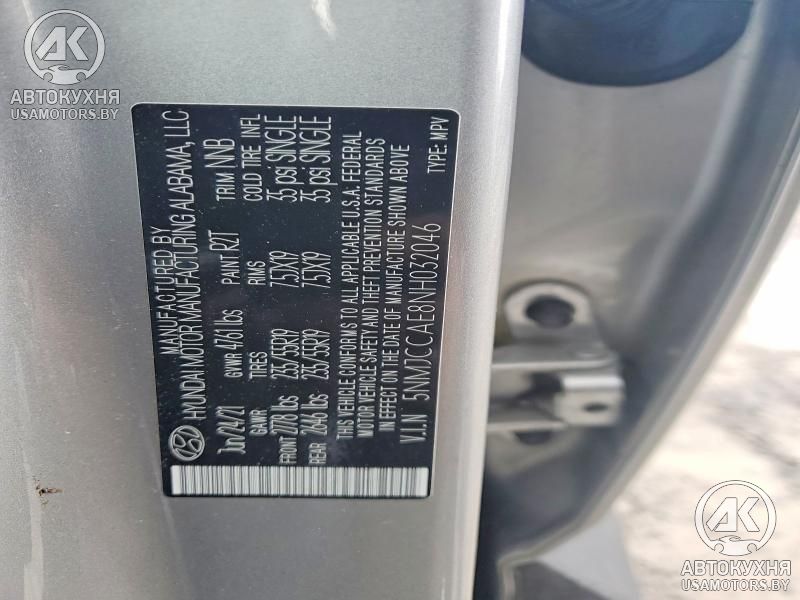 AK
АВТОКУХНЯ
USAMOTORS.BY
MANUFACTURED BY
HYUNDAI MOTOR MANUFACTURING ALABAMA, LLC
Jun/24/21 GVWR 4761 lbs PAINT R2T TRIM NNB
GAWR TIRES RIMS COLD TIRE INFL
FRONT 2778 lbs 235/55R19 7.5JX19 35 psi SINGLE
REAR 2646 lbs 235/55R19 7.5JX19 35 psi SINGLE
THIS VEHICLE CONFORMS TO ALL APPLICABLE U.S.A. FEDERAL
MOTOR VEHICLE SAFETY AND THEFT PREVENTION STANDARDS
IN EFFECT ON THE DATE OF MANUFACTURE SHOWN ABOVE
V.I.N 5NMJCCAE8NH032046 TYPE: MPV
AK
АВТОКУХНЯ
USAMOTORS.BY